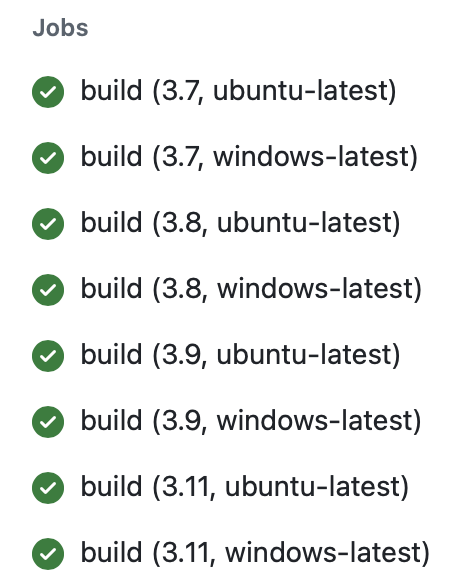 Jobs
build (3.7, ubuntu-latest)
build (3.7, windows-latest)
build (3.8, ubuntu-latest)
build (3.8, windows-latest)
build (3.9, ubuntu-latest)
build (3.9, windows-latest)
build (3.11, ubuntu-latest)
build (3.11, windows-latest)